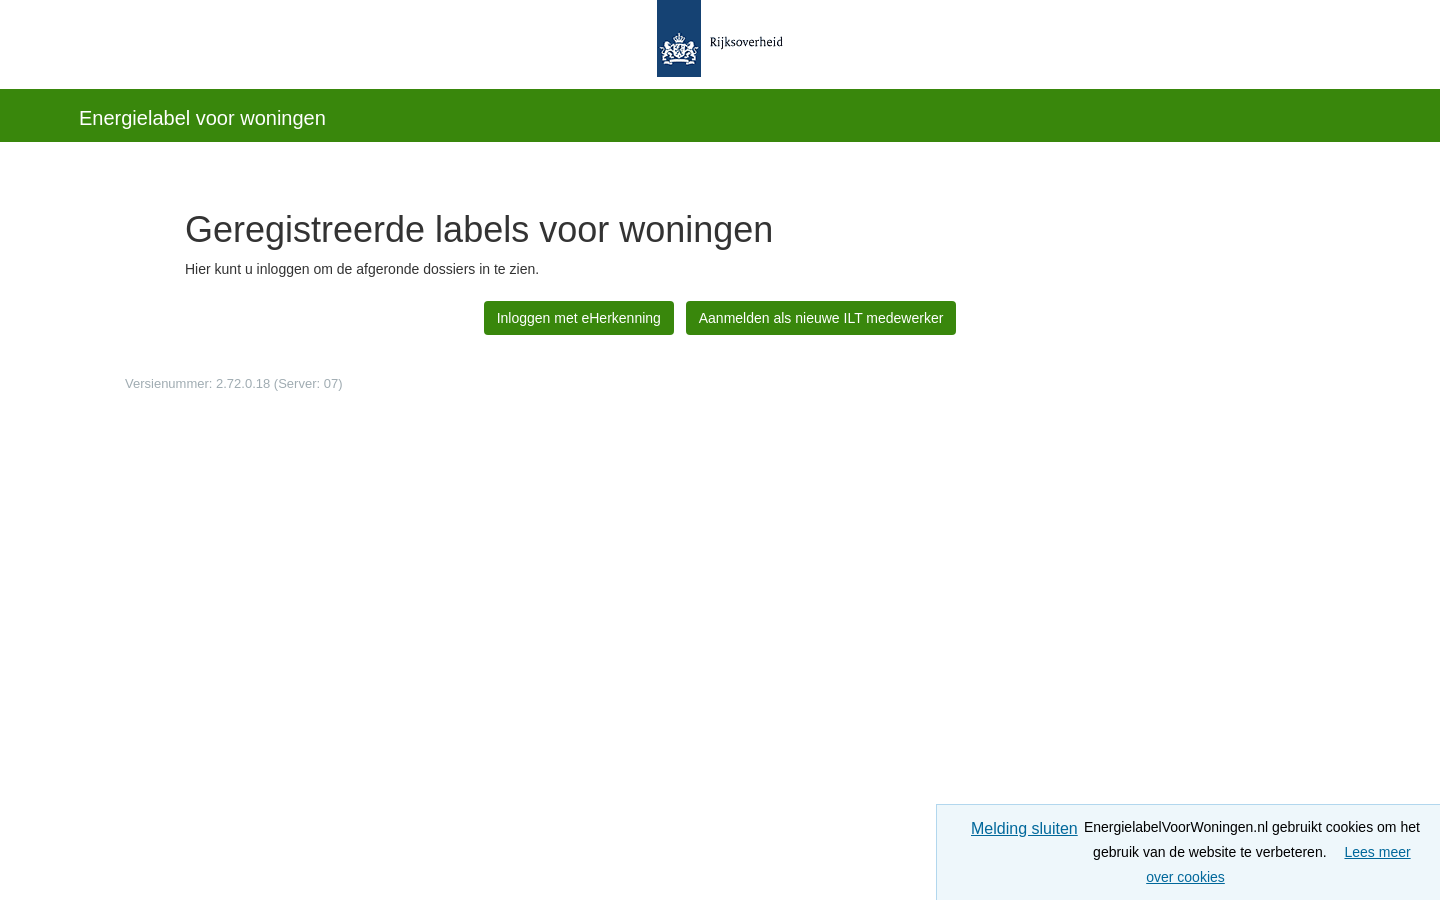 Rijksoverheid
Energielabel voor woningen
Geregistreerde labels voor woningen
Hier kunt u inloggen om de afgeronde dossiers in te zien.
Inloggen met eHerkenning
Aanmelden als nieuwe ILT medewerker
Versienummer: 2.72.0.18 (Server: 07)
Melding sluiten
EnergielabelVoorWoningen.nl gebruikt cookies om het
gebruik van de website te verbeteren. Lees meer
over cookies